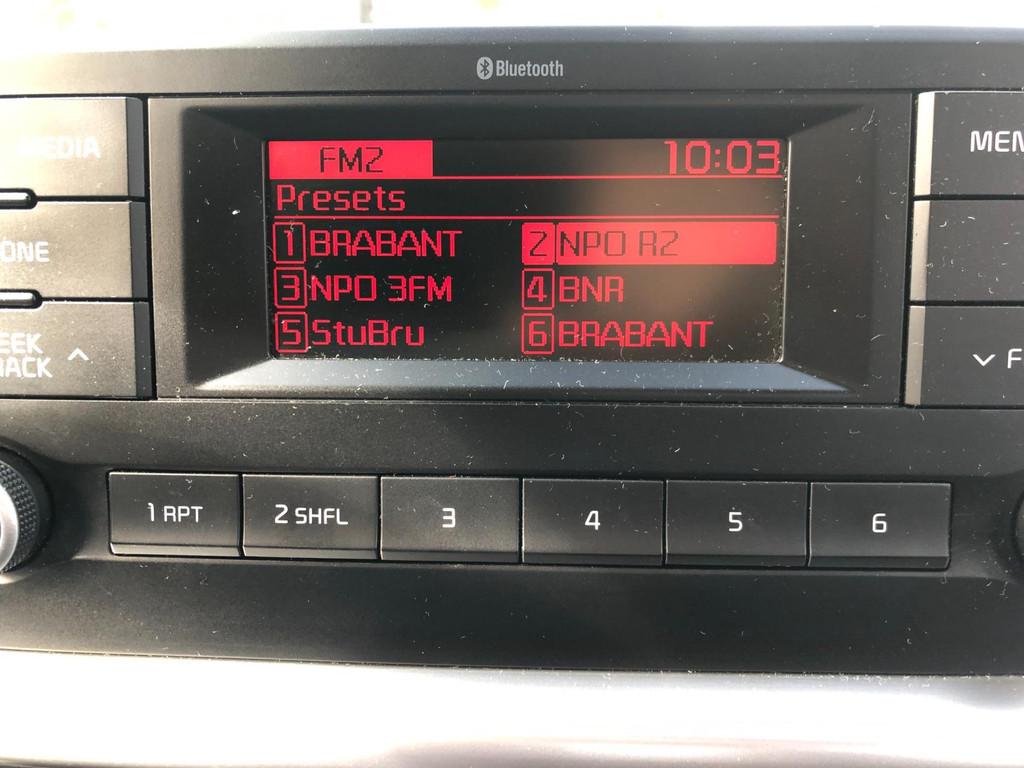 Bluetooth
MEDIA
FM2 10:03
Presets
1 BRABANT 2 NPO R2
3 NPO 3FM 4 BNR
5 StuBru 6 BRABANT
1 RPT 2 SHFL 3 4 5 6